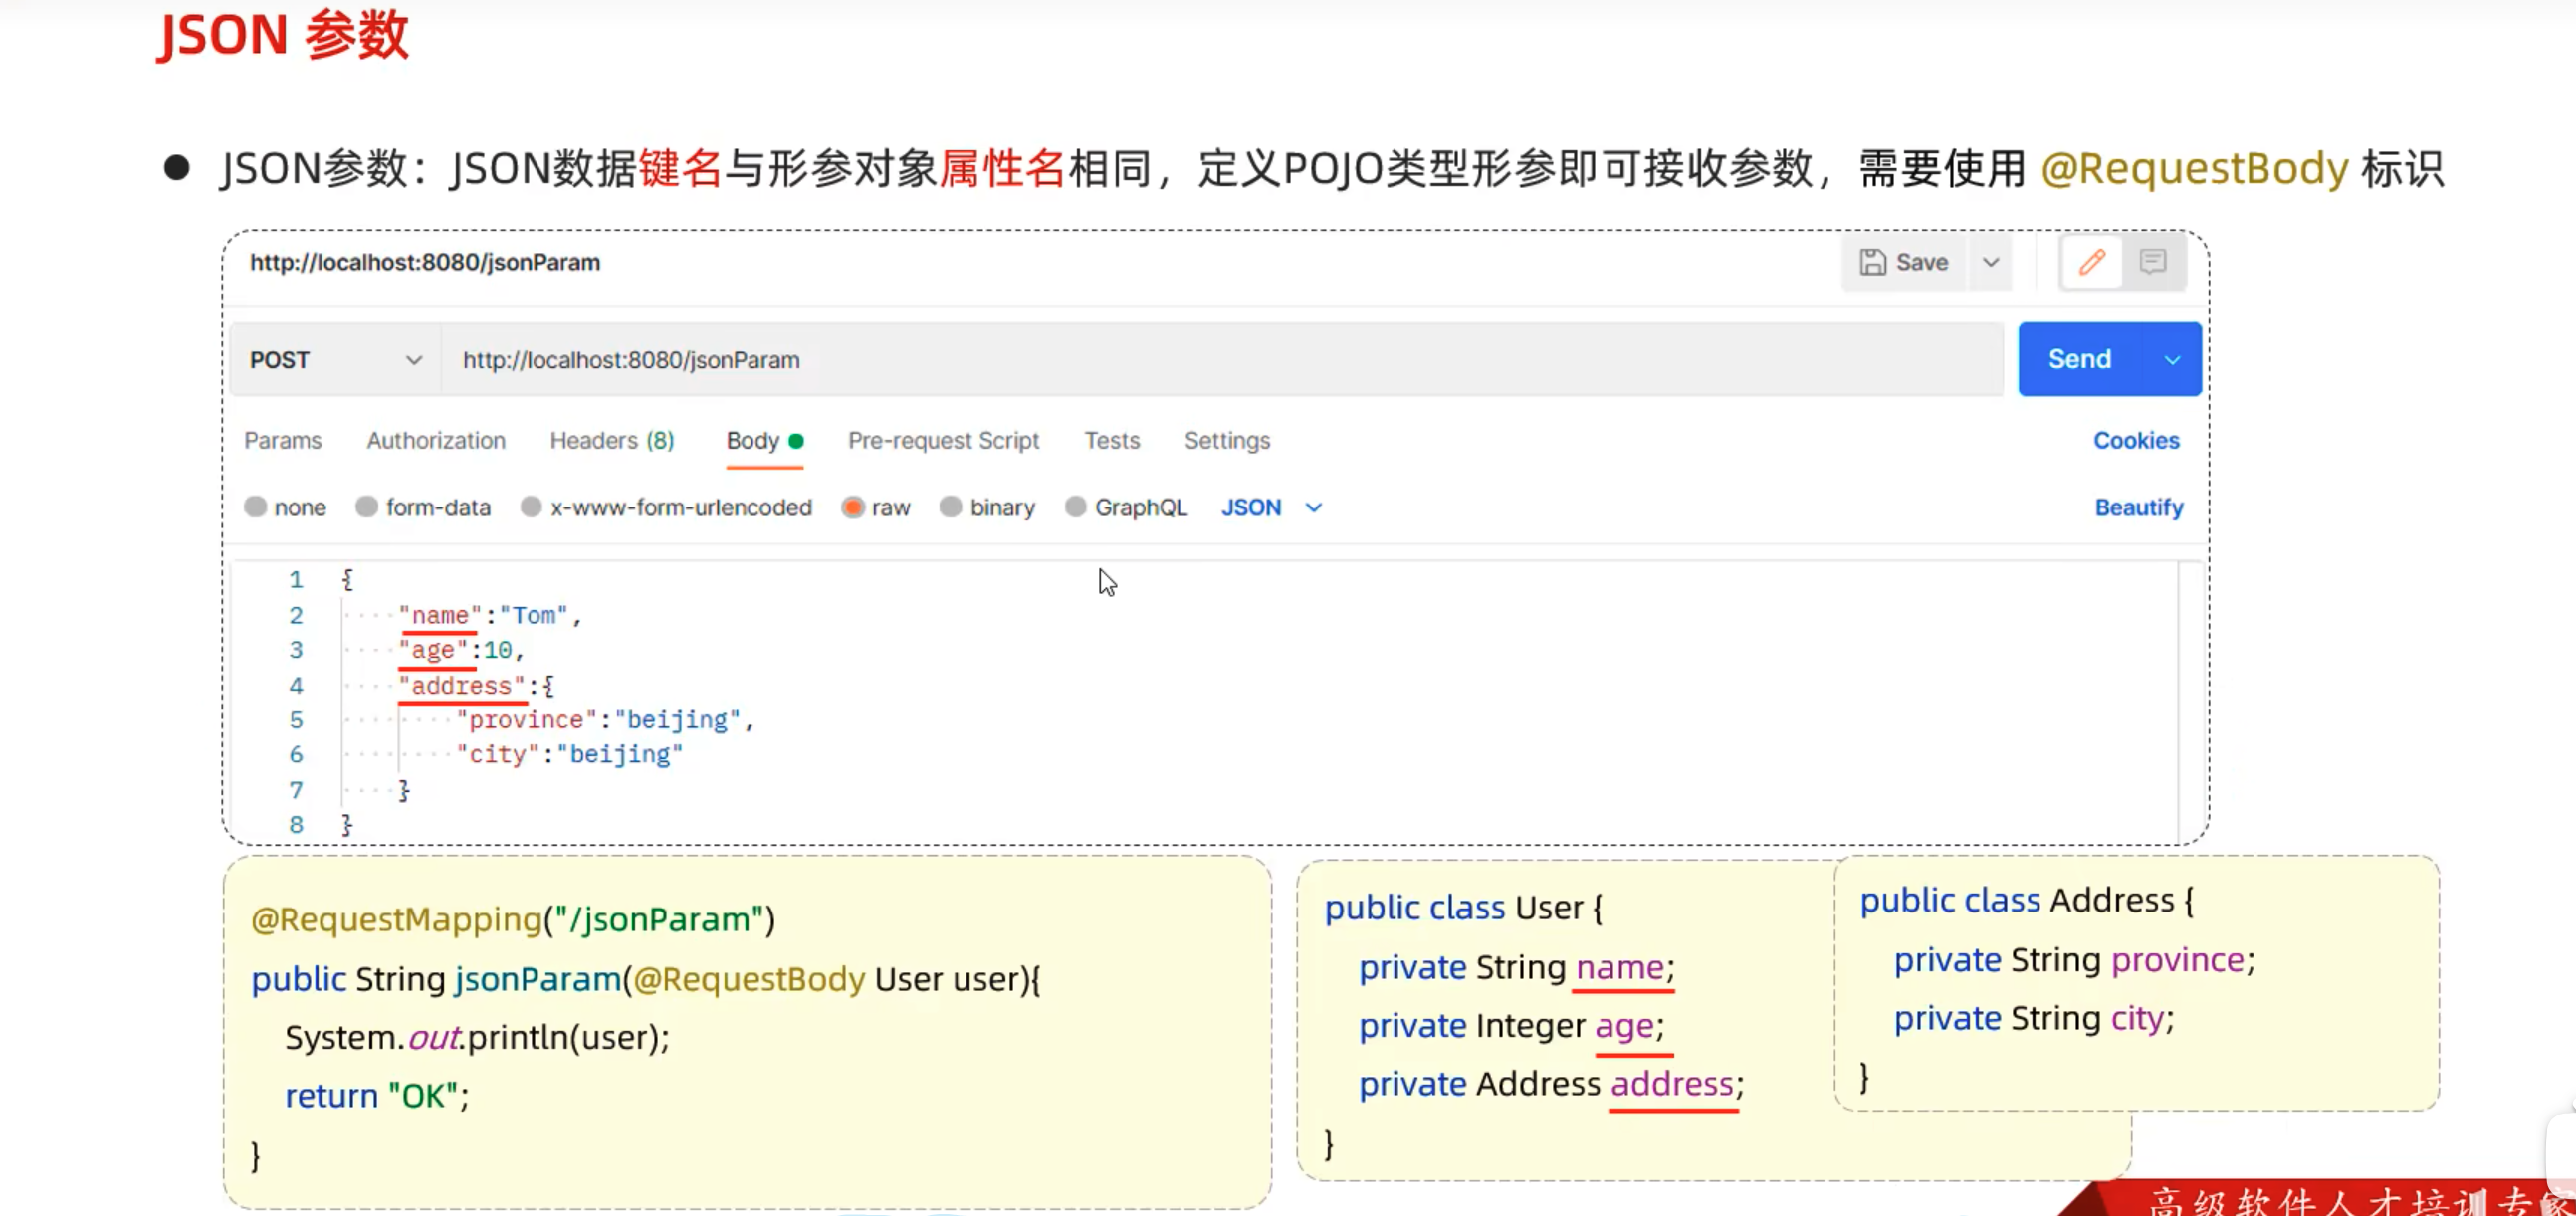 JSON 参数
● JSON参数：JSON数据键名与形参对象属性名相同，定义POJO类型形参即可接收参数，需要使用 @RequestBody 标识
http://localhost:8080/jsonParam
Save
POST
http://localhost:8080/jsonParam
Send
Params Authorization Headers (8) Body Pre-request Script Tests Settings Cookies
none form-data x-www-form-urlencoded raw binary GraphQL JSON Beautify
1 {
2 "name":"Tom",
3 "age":10,
4 "address":{
5 "province":"beijing",
6 "city":"beijing"
7 }
8 }
@RequestMapping("/jsonParam")
public String jsonParam(@RequestBody User user){
System.out.println(user);
return "OK";
}
public class User {
private String name;
private Integer age;
private Address address;
}
public class Address {
private String province;
private String city;
}
高级软件人才培训专家